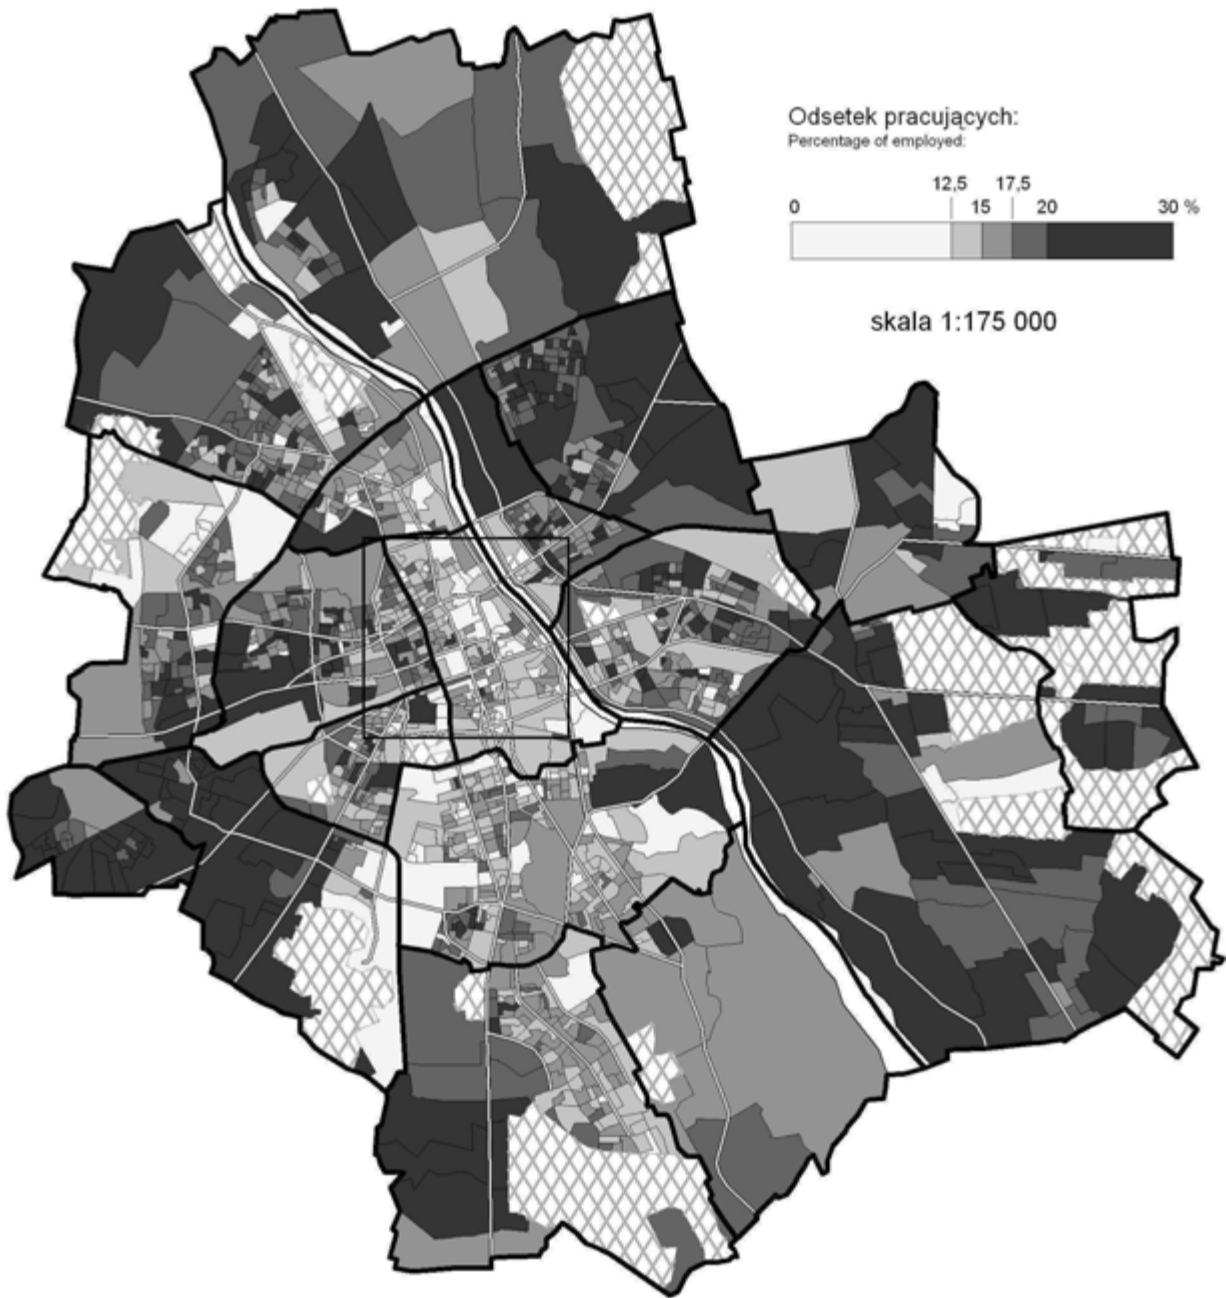 Odsetek pracujących:
Percentage of employed:
12,5 17,5
0 15 20 30 %
skala 1:175 000